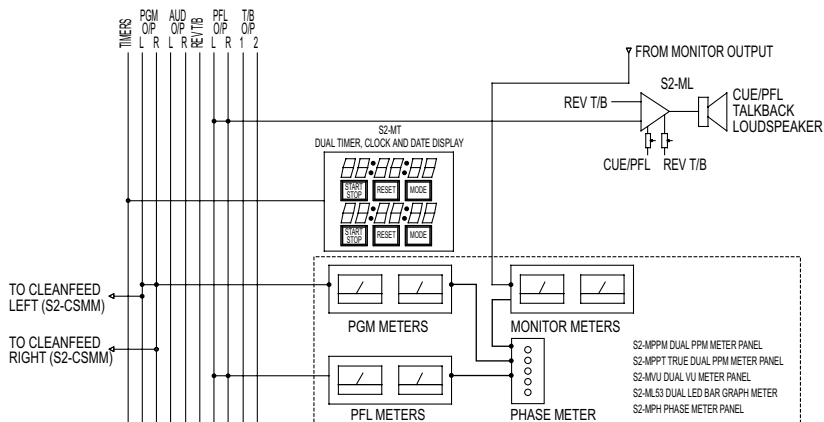 TIMERS
PGM
O/P
L R
AUD
O/P
L R
REV T/B
PFL
O/P
L R
T/B
O/P
1 2
FROM MONITOR OUTPUT
S2-ML
REV T/B
CUE/PFL
TALKBACK
LOUDSPEAKER
CUE/PFL REV T/B
S2-MT
DUAL TIMER, CLOCK AND DATE DISPLAY
START
STOP
RESET
MODE
START
STOP
RESET
MODE
TO CLEANFEED
LEFT (S2-CSMM)
TO CLEANFEED
RIGHT (S2-CSMM)
PGM METERS
MONITOR METERS
PFL METERS
PHASE METER
S2-MPPM DUAL PPM METER PANEL
S2-MPPT TRUE DUAL PPM METER PANEL
S2-MVU DUAL VU METER PANEL
S2-ML53 DUAL LED BAR GRAPH METER
S2-MPH PHASE METER PANEL